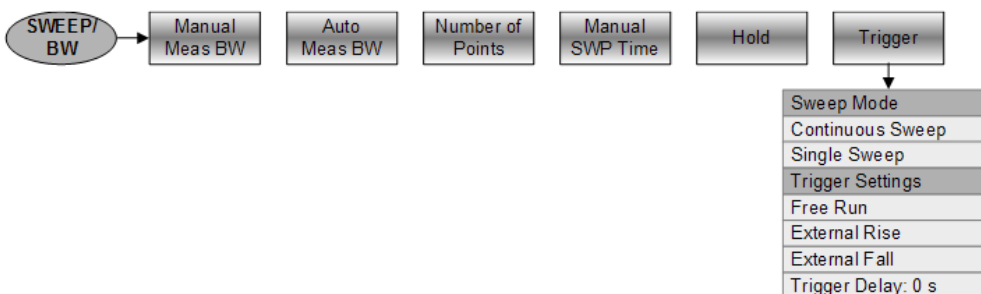 SWEEP/
BW
Manual
Meas BW
Auto
Meas BW
Number of
Points
Manual
SWP Time
Hold
Trigger
Sweep Mode
Continuous Sweep
Single Sweep
Trigger Settings
Free Run
External Rise
External Fall
Trigger Delay: 0 s